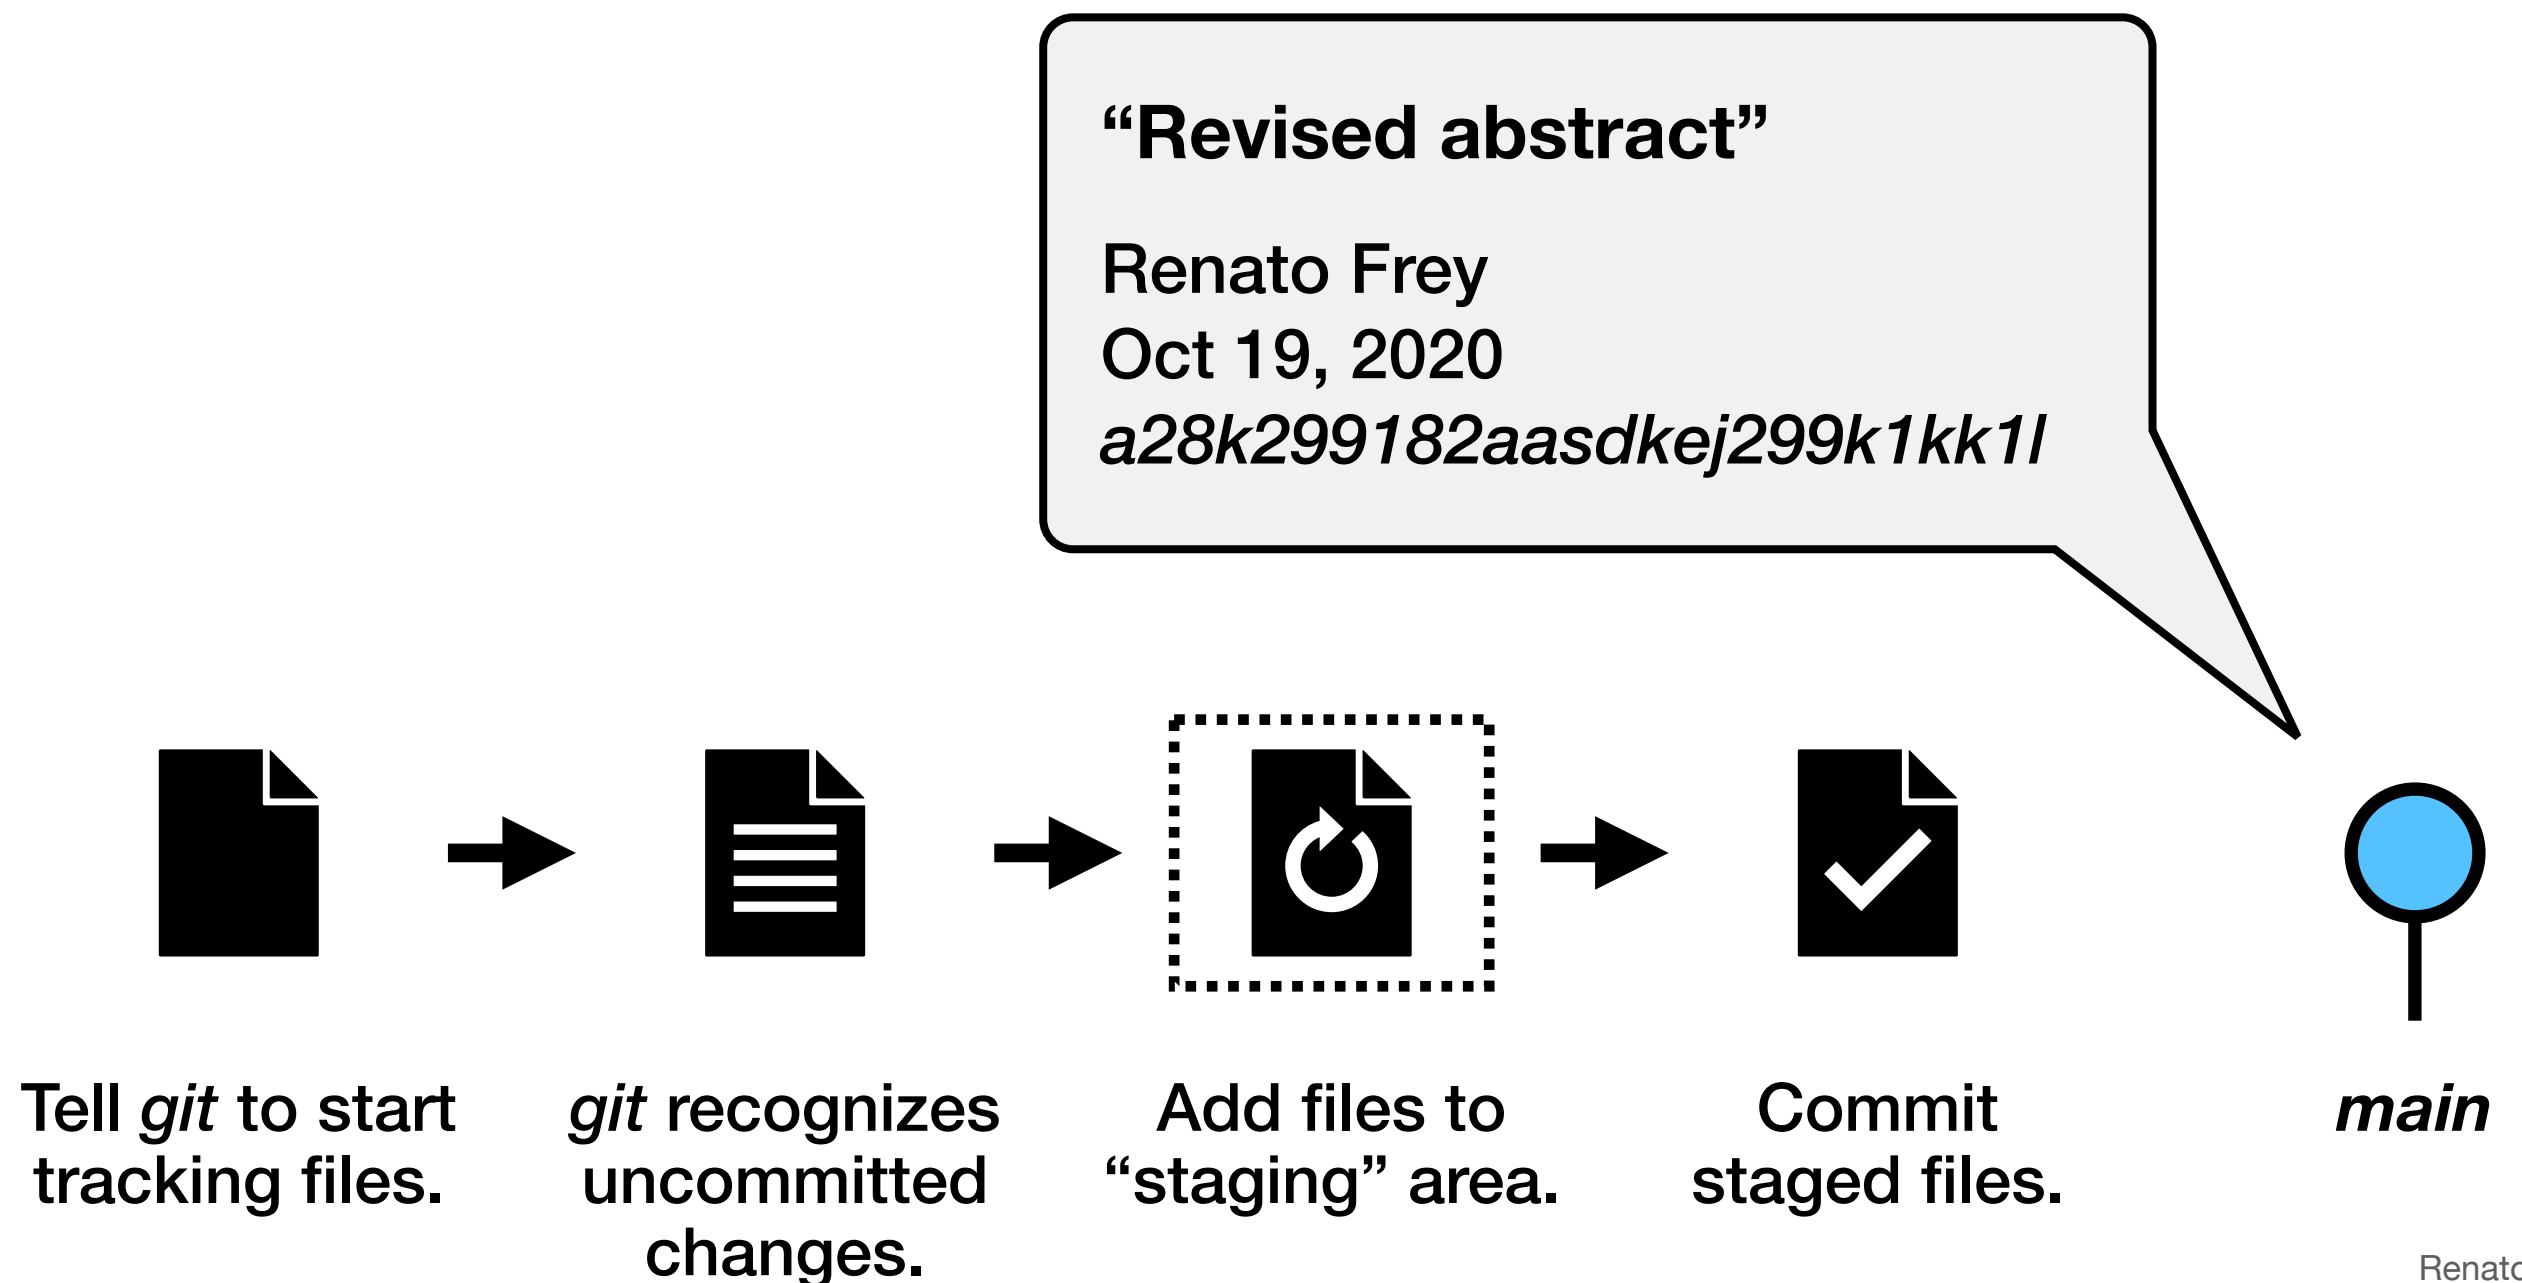 “Revised abstract”
Renato Frey
Oct 19, 2020
a28k299182aasdkej299k1kk1l
Tell git to start
tracking files.
git recognizes
uncommitted
changes.
Add files to
“staging” area.
Commit
staged files.
main
Renato